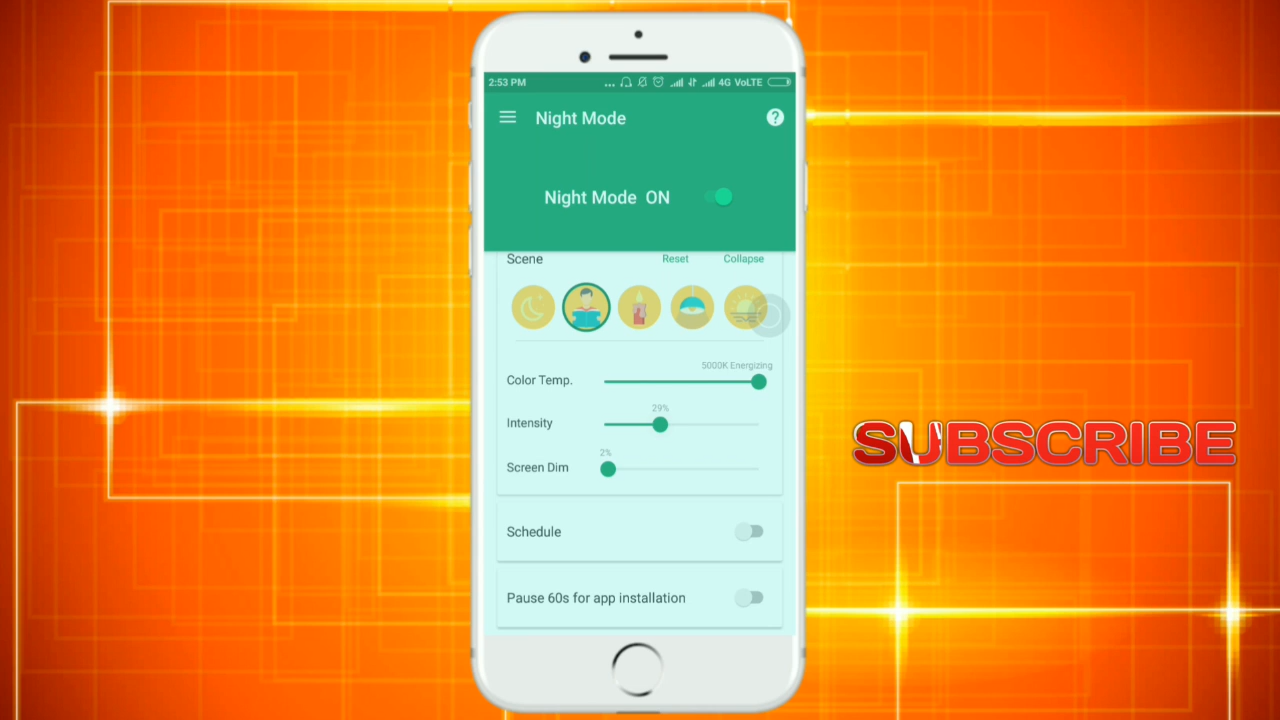 2:53 PM ... 4G VoLTE
Night Mode ?
Night Mode ON
Scene Reset Collapse
5000K Energizing
Color Temp.
29%
Intensity
2%
Screen Dim
Schedule
Pause 60s for app installation
SUBSCRIBE